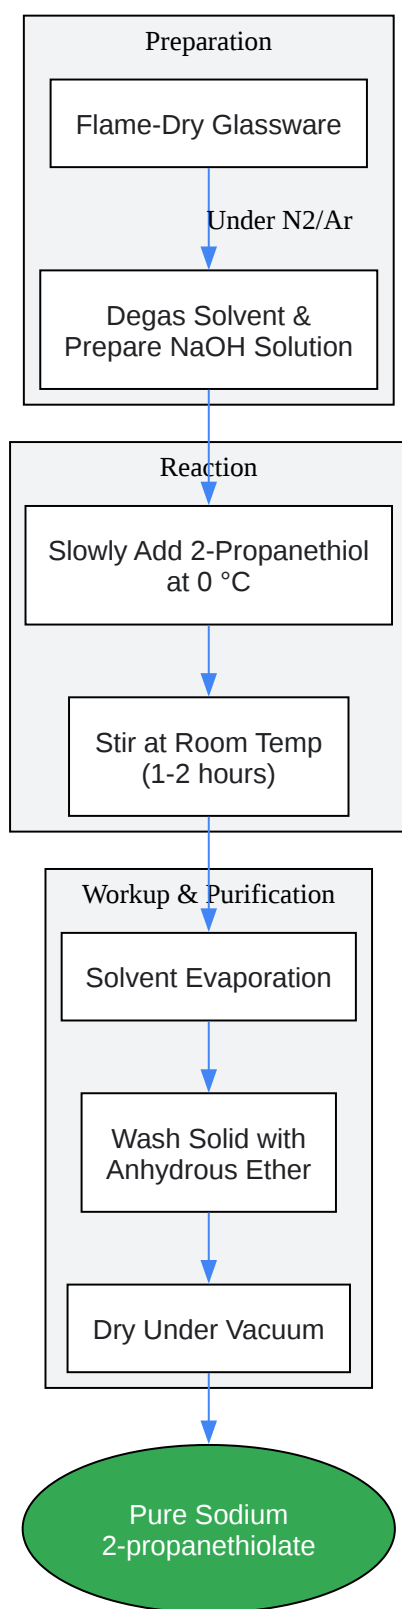 Preparation
Flame-Dry Glassware
Under N2/Ar
Degas Solvent &
Prepare NaOH Solution
Reaction
Slowly Add 2-Propanethiol
at 0 °C
Stir at Room Temp
(1-2 hours)
Workup & Purification
Solvent Evaporation
Wash Solid with
Anhydrous Ether
Dry Under Vacuum
Pure Sodium
2-propanethiolate